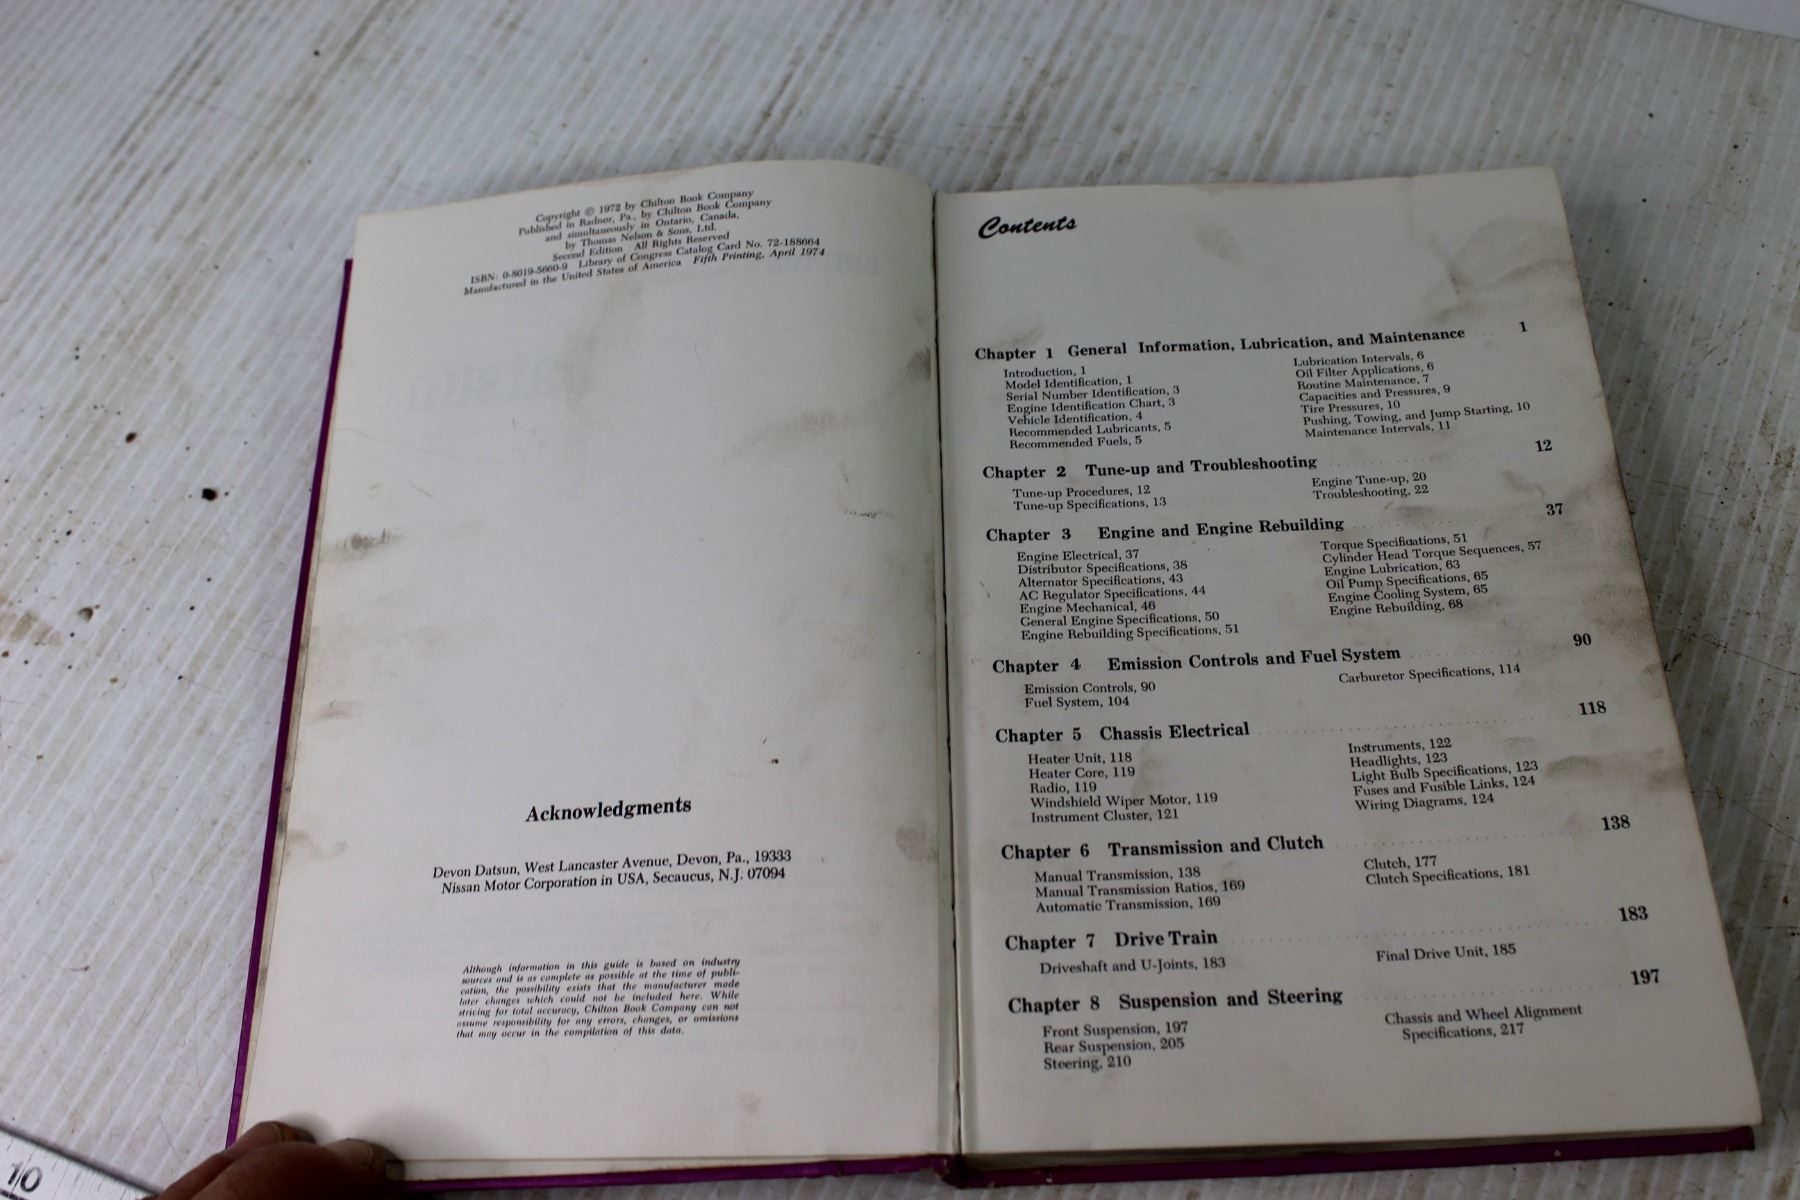 Copyright © 1972 by Chilton Book Company
Published in Radnor, Pa., by Chilton Book Company
and simultaneously in Ontario, Canada,
by Thomas Nelson & Sons, Ltd.
Second Edition All Rights Reserved
ISBN: 0-8019-5660-9 Library of Congress Catalog Card No. 72-188664
Manufactured in the United States of America Fifth Printing, April 1974
Acknowledgments
Devon Datsun, West Lancaster Avenue, Devon, Pa., 19333
Nissan Motor Corporation in USA, Secaucus, N.J. 07094
Although information in this guide is based on industry
sources and is as complete as possible at the time of publi-
cation, the possibility exists that the manufacturer made
later changes which could not be included here. While
stricing for total accuracy, Chilton Book Company can not
assume responsibility for any errors, changes, or omissions
that may occur in the compilation of this data.
Contents
Chapter 1 General Information, Lubrication, and Maintenance 1
Introduction, 1
Model Identification, 1
Serial Number Identification, 3
Engine Identification Chart, 3
Vehicle Identification, 4
Recommended Lubricants, 5
Recommended Fuels, 5
Lubrication Intervals, 6
Oil Filter Applications, 6
Routine Maintenance, 7
Capacities and Pressures, 9
Tire Pressures, 10
Pushing, Towing, and Jump Starting, 10
Maintenance Intervals, 11
Chapter 2 Tune-up and Troubleshooting 12
Tune-up Procedures, 12
Tune-up Specifications, 13
Engine Tune-up, 20
Troubleshooting, 22
Chapter 3 Engine and Engine Rebuilding 37
Engine Electrical, 37
Distributor Specifications, 38
Alternator Specifications, 43
AC Regulator Specifications, 44
Engine Mechanical, 46
General Engine Specifications, 50
Engine Rebuilding Specifications, 51
Torque Specifications, 51
Cylinder Head Torque Sequences, 57
Engine Lubrication, 63
Oil Pump Specifications, 65
Engine Cooling System, 65
Engine Rebuilding, 68
Chapter 4 Emission Controls and Fuel System 90
Emission Controls, 90
Fuel System, 104
Carburetor Specifications, 114
Chapter 5 Chassis Electrical 118
Heater Unit, 118
Heater Core, 119
Radio, 119
Windshield Wiper Motor, 119
Instrument Cluster, 121
Instruments, 122
Headlights, 123
Light Bulb Specifications, 123
Fuses and Fusible Links, 124
Wiring Diagrams, 124
Chapter 6 Transmission and Clutch 138
Manual Transmission, 138
Manual Transmission Ratios, 169
Automatic Transmission, 169
Clutch, 177
Clutch Specifications, 181
Chapter 7 Drive Train 183
Driveshaft and U-Joints, 183
Final Drive Unit, 185
Chapter 8 Suspension and Steering 197
Front Suspension, 197
Rear Suspension, 205
Steering, 210
Chassis and Wheel Alignment
Specifications, 217
10